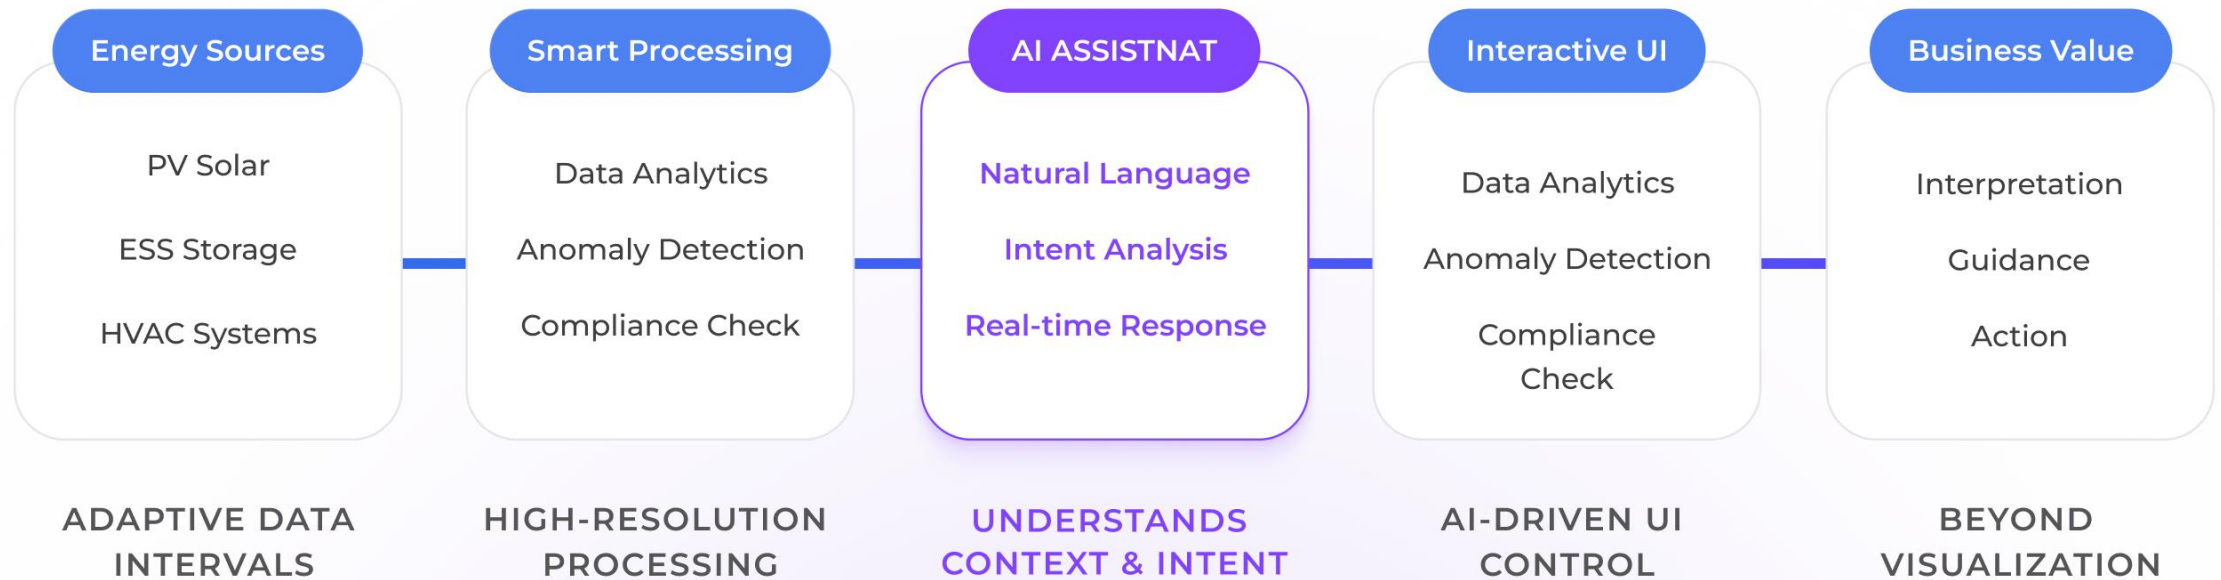 Energy Sources
PV Solar
ESS Storage
HVAC Systems
ADAPTIVE DATA
INTERVALS
Smart Processing
Data Analytics
Anomaly Detection
Compliance Check
HIGH-RESOLUTION
PROCESSING
AI ASSISTNAT
Natural Language
Intent Analysis
Real-time Response
UNDERSTANDS
CONTEXT & INTENT
Interactive UI
Data Analytics
Anomaly Detection
Compliance
Check
AI-DRIVEN UI
CONTROL
Business Value
Interpretation
Guidance
Action
BEYOND
VISUALIZATION